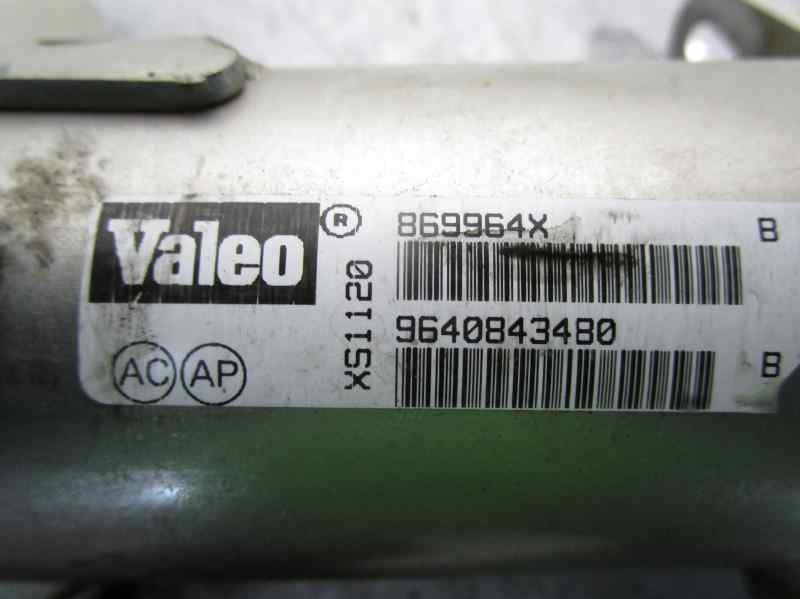 Valeo ®
869964X B
XS1120
9640843480 B
AC AP